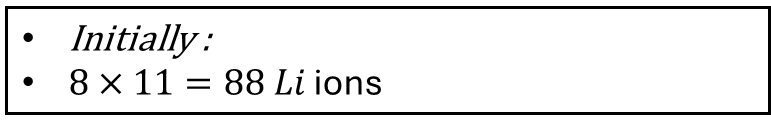 • Initially :
• 8 × 11 = 88 Li ions